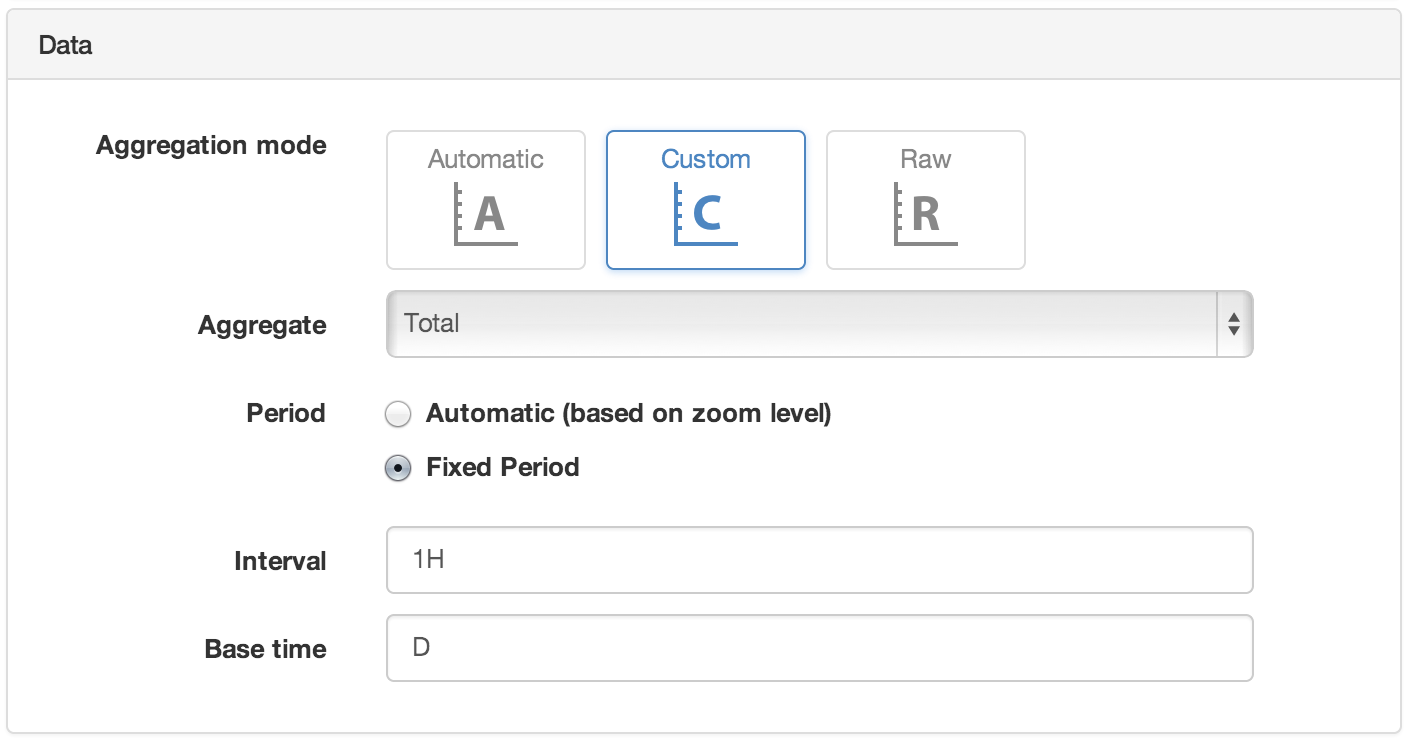 Data
Aggregation mode
Automatic Custom Raw
A C R
Aggregate Total
Period Automatic (based on zoom level)
Fixed Period
Interval 1H
Base time D